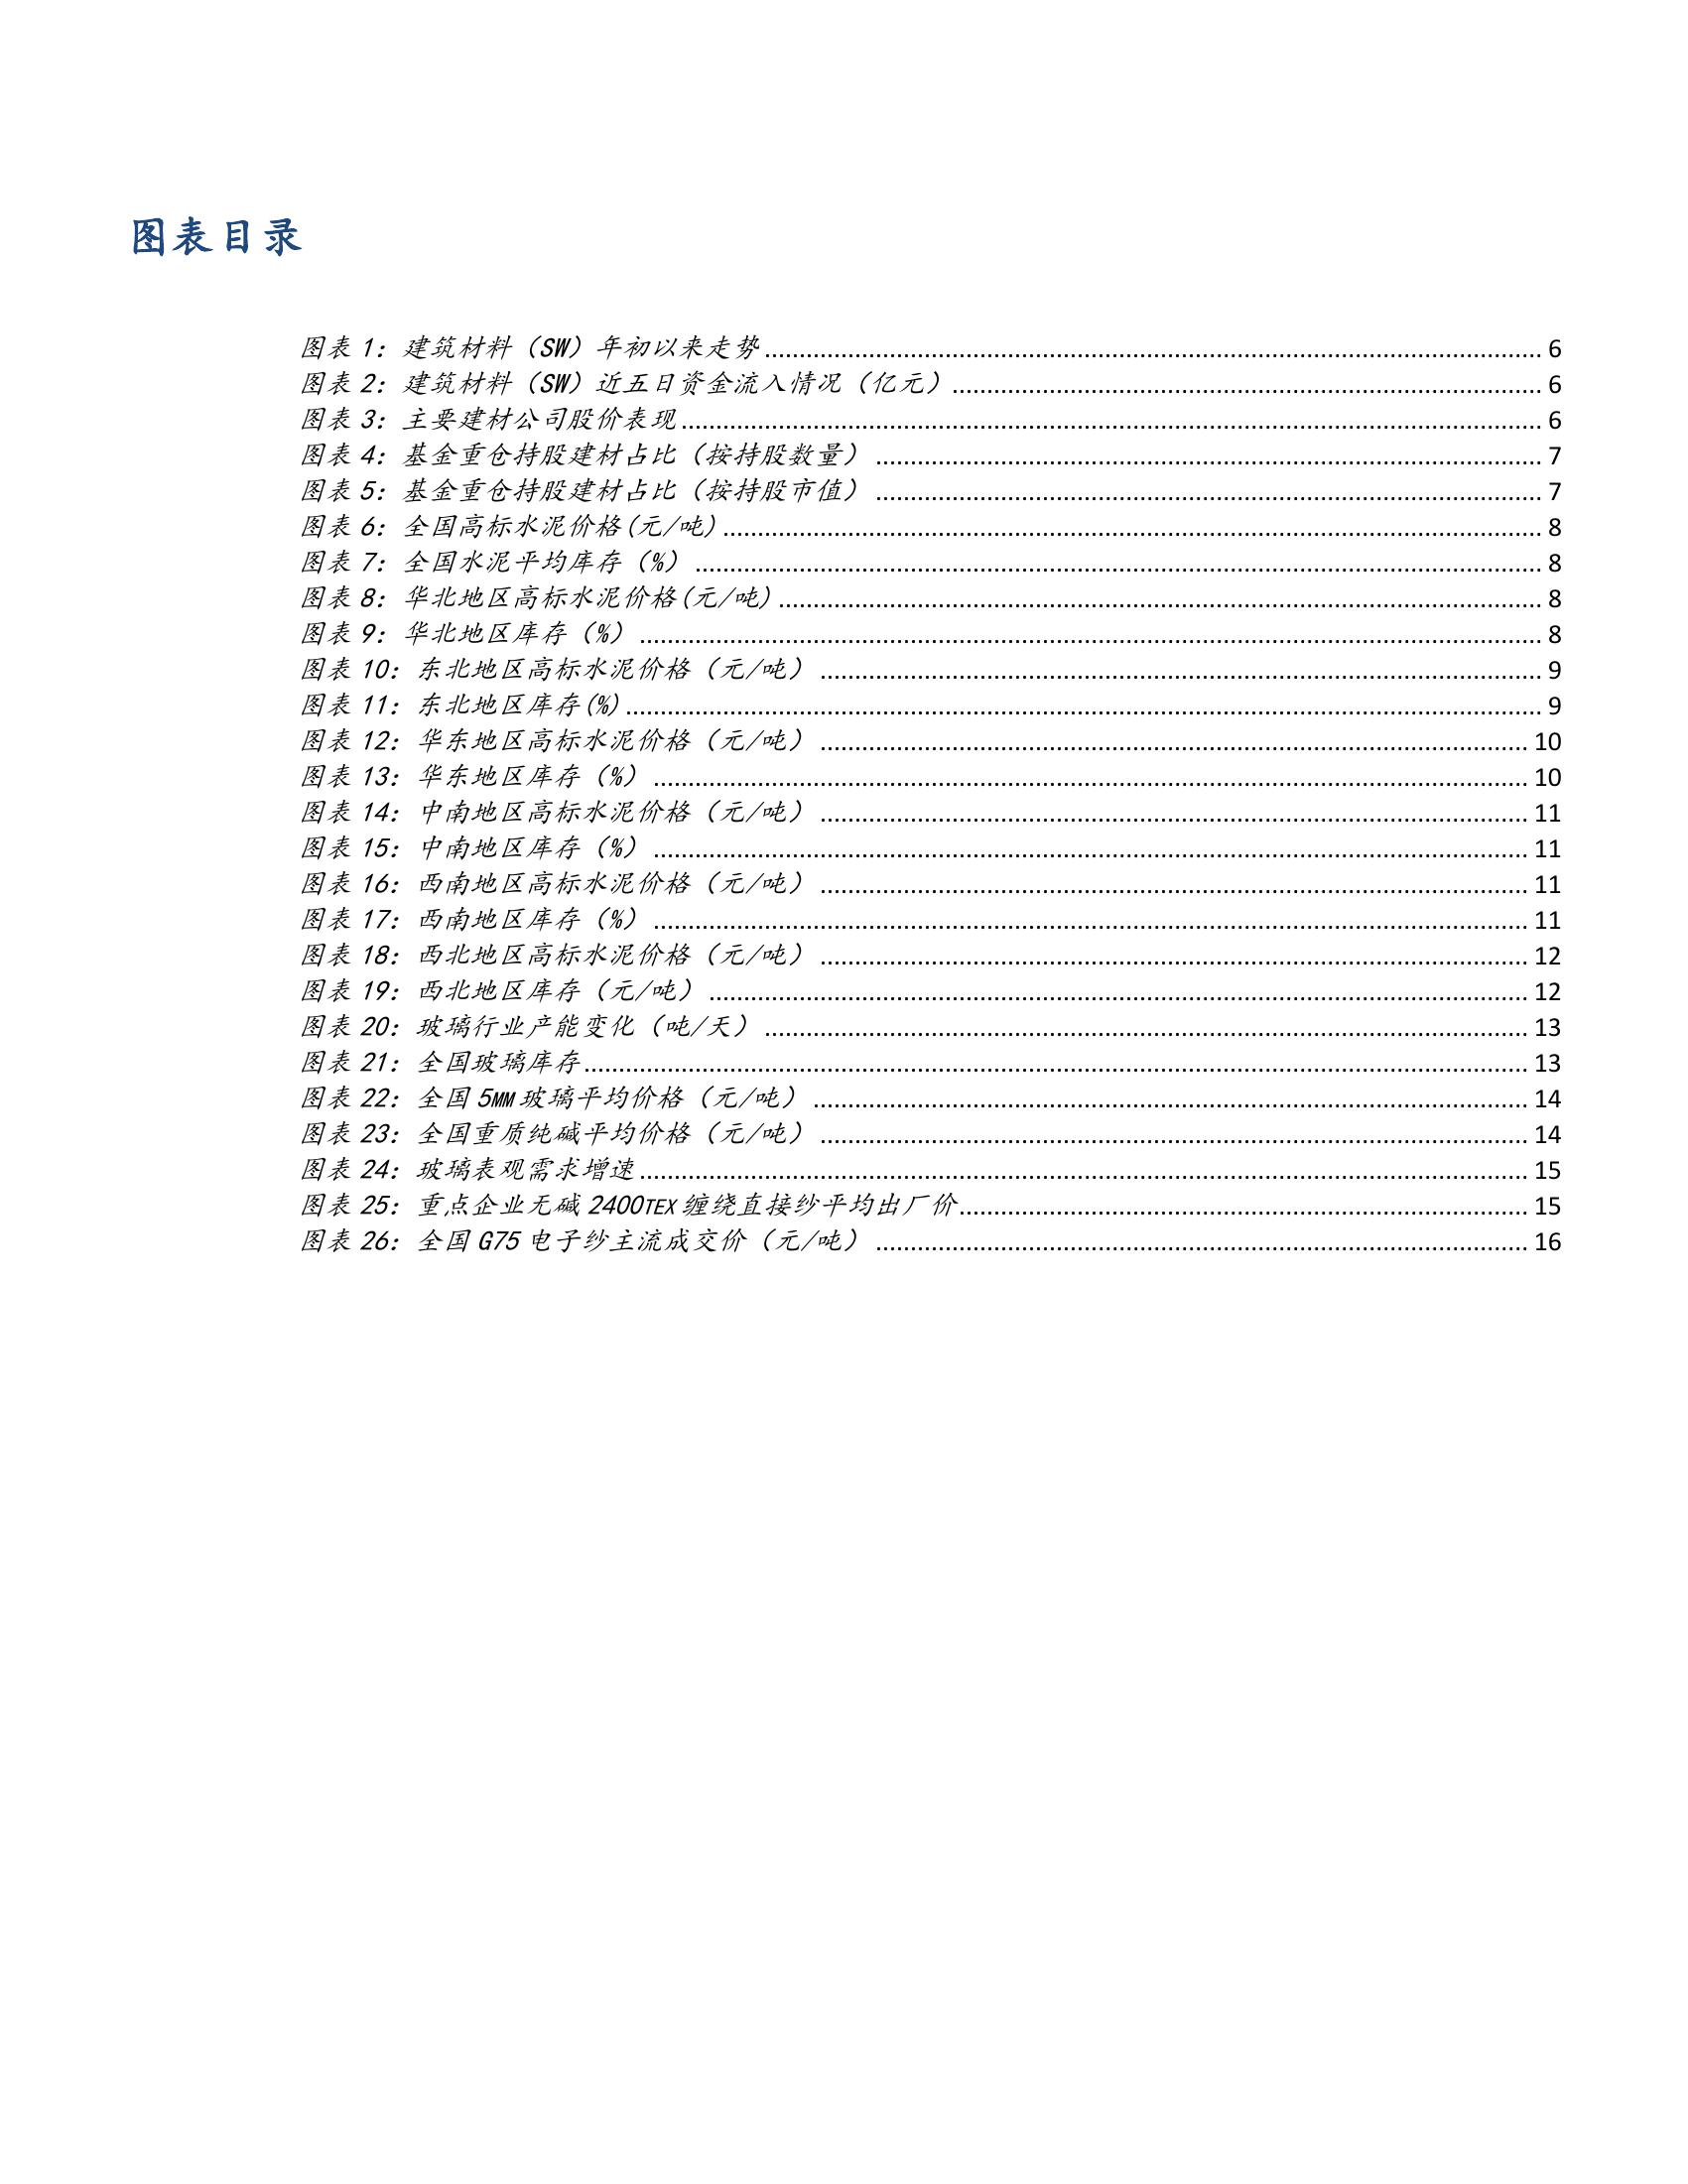 图表目录
图表 1：建筑材料（SW）年初以来走势 6
图表 2：建筑材料（SW）近五日资金流入情况（亿元） 6
图表 3：主要建材公司股价表现 6
图表 4：基金重仓持股建材占比（按持股数量） 7
图表 5：基金重仓持股建材占比（按持股市值） 7
图表 6：全国高标水泥价格(元/吨) 8
图表 7：全国水泥平均库存（%） 8
图表 8：华北地区高标水泥价格(元/吨) 8
图表 9：华北地区库存（%） 8
图表 10：东北地区高标水泥价格（元/吨） 9
图表 11：东北地区库存(%) 9
图表 12：华东地区高标水泥价格（元/吨） 10
图表 13：华东地区库存（%） 10
图表 14：中南地区高标水泥价格（元/吨） 11
图表 15：中南地区库存（%） 11
图表 16：西南地区高标水泥价格（元/吨） 11
图表 17：西南地区库存（%） 11
图表 18：西北地区高标水泥价格（元/吨） 12
图表 19：西北地区库存（元/吨） 12
图表 20：玻璃行业产能变化（吨/天） 13
图表 21：全国玻璃库存 13
图表 22：全国 5MM 玻璃平均价格（元/吨） 14
图表 23：全国重质纯碱平均价格（元/吨） 14
图表 24：玻璃表观需求增速 15
图表 25：重点企业无碱 2400TEX 缠绕直接纱平均出厂价 15
图表 26：全国 G75 电子纱主流成交价（元/吨） 16